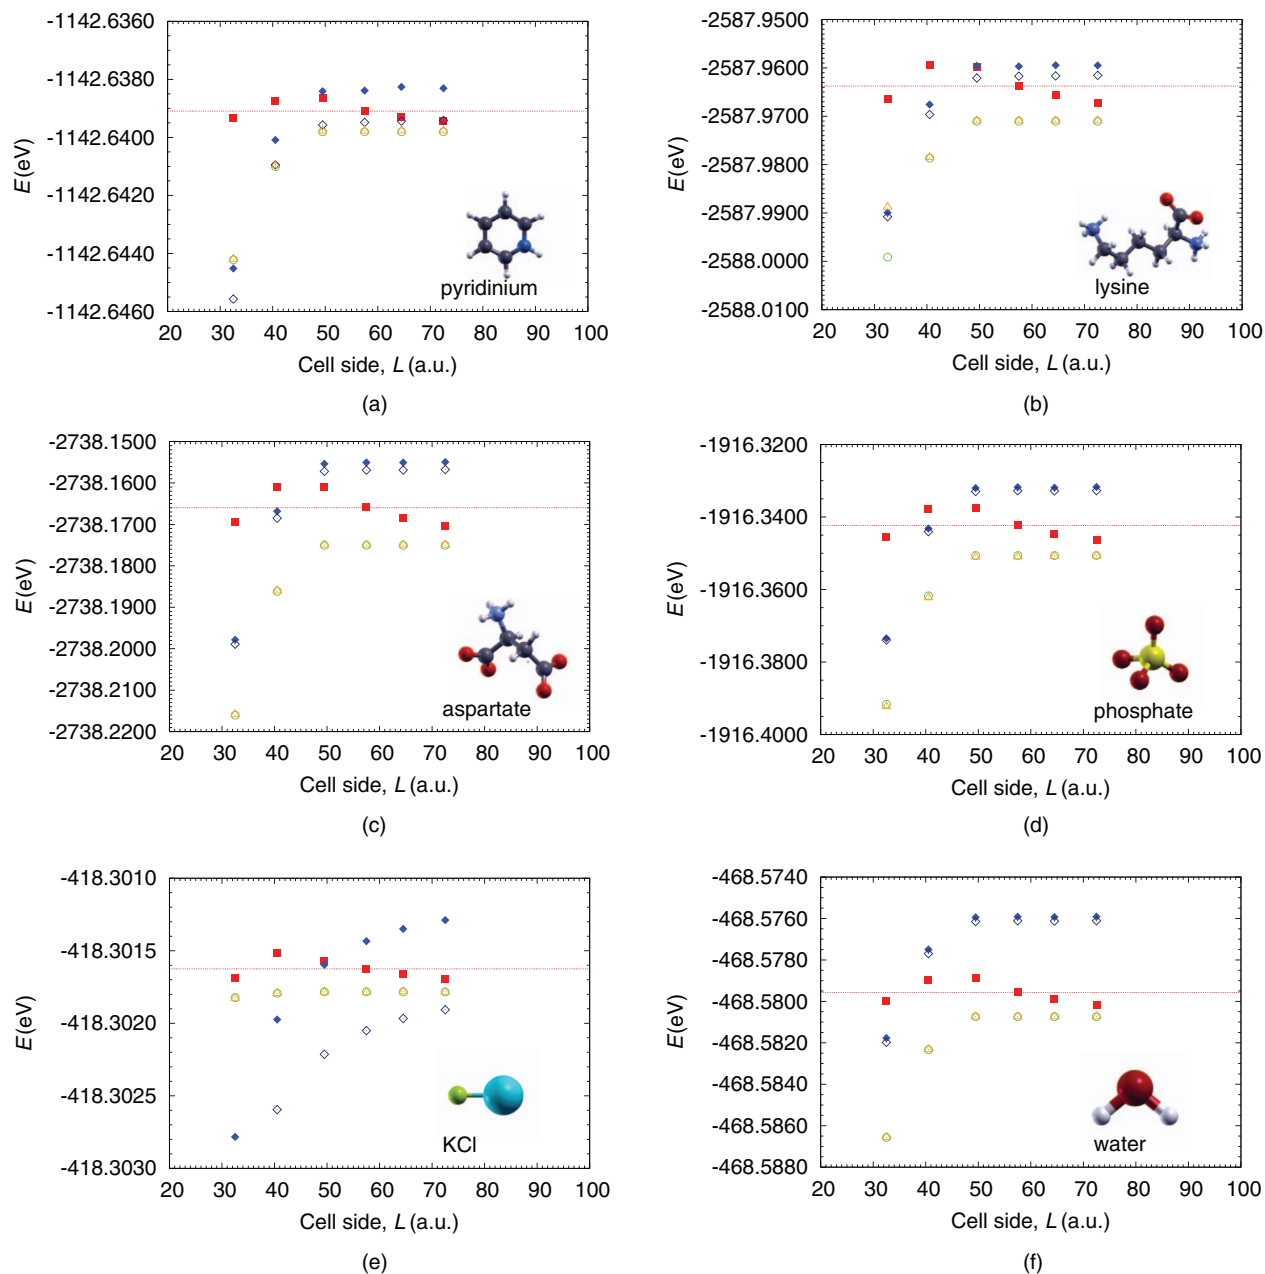 -1142.6360
-1142.6380
-1142.6400
-1142.6420
-1142.6440
-1142.6460
E (eV)
20 30 40 50 60 70 80 90 100
Cell side, L (a.u.)
pyridinium
(a)
-2587.9500
-2587.9600
-2587.9700
-2587.9800
-2587.9900
-2588.0000
-2588.0100
E (eV)
20 30 40 50 60 70 80 90 100
Cell side, L (a.u.)
lysine
(b)
-2738.1500
-2738.1600
-2738.1700
-2738.1800
-2738.1900
-2738.2000
-2738.2100
-2738.2200
E (eV)
20 30 40 50 60 70 80 90 100
Cell side, L (a.u.)
aspartate
(c)
-1916.3200
-1916.3400
-1916.3600
-1916.3800
-1916.4000
E (eV)
20 30 40 50 60 70 80 90 100
Cell side, L (a.u.)
phosphate
(d)
-418.3010
-418.3015
-418.3020
-418.3025
-418.3030
E (eV)
20 30 40 50 60 70 80 90 100
Cell side, L (a.u.)
KCl
(e)
-468.5740
-468.5760
-468.5780
-468.5800
-468.5820
-468.5840
-468.5860
-468.5880
E (eV)
20 30 40 50 60 70 80 90 100
Cell side, L (a.u.)
water
(f)